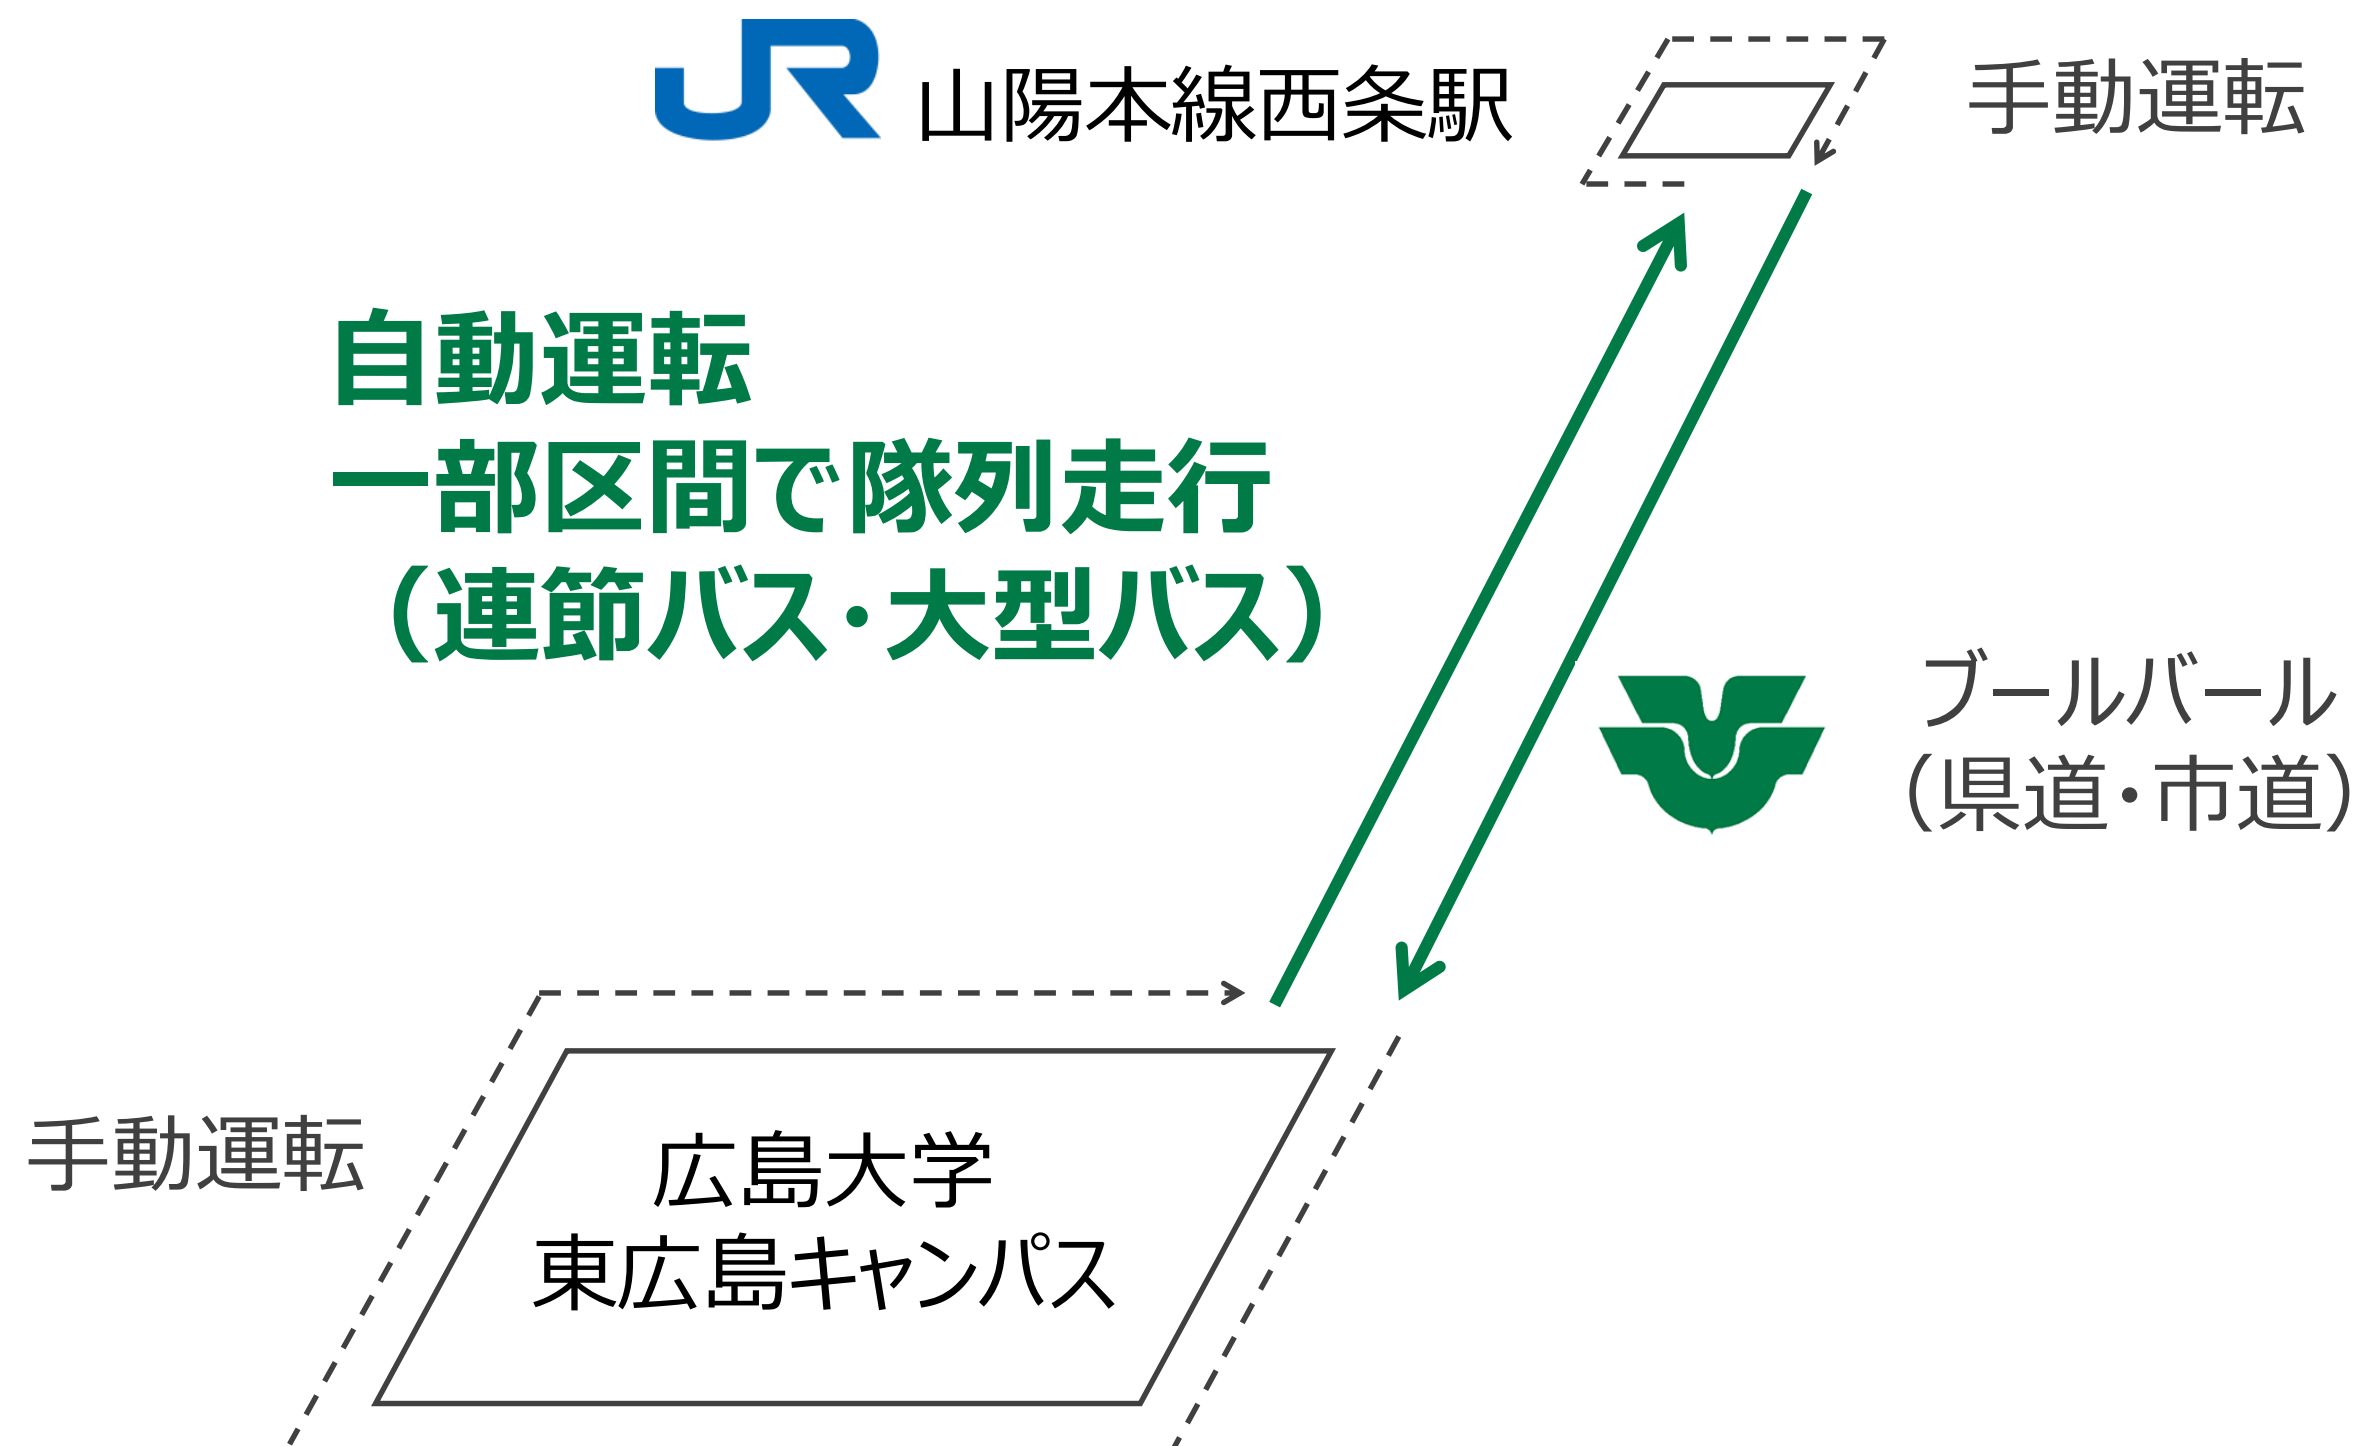 JR 山陽本線西条駅
手動運転
自動運転
一部区間で隊列走行
（連節バス・大型バス）
ブールバール
（県道・市道）
手動運転
広島大学
東広島キャンパス